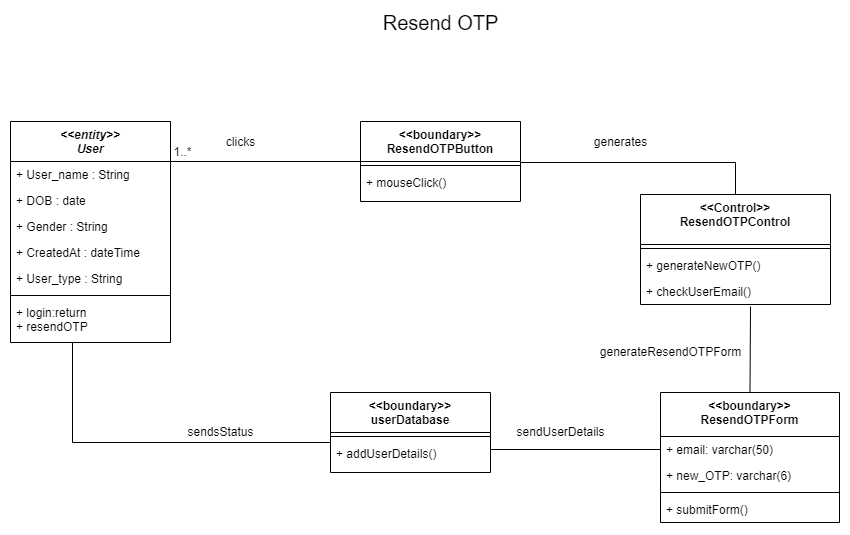 Resend OTP
<<entity>>
User
+ User_name : String
+ DOB : date
+ Gender : String
+ CreatedAt : dateTime
+ User_type : String
+ login:return
+ resendOTP
1..*
clicks
<<boundary>>
ResendOTPButton
+ mouseClick()
generates
<<Control>>
ResendOTPControl
+ generateNewOTP()
+ checkUserEmail()
generateResendOTPForm
<<boundary>>
ResendOTPForm
+ email: varchar(50)
+ new_OTP: varchar(6)
+ submitForm()
sendUserDetails
<<boundary>>
userDatabase
+ addUserDetails()
sendsStatus